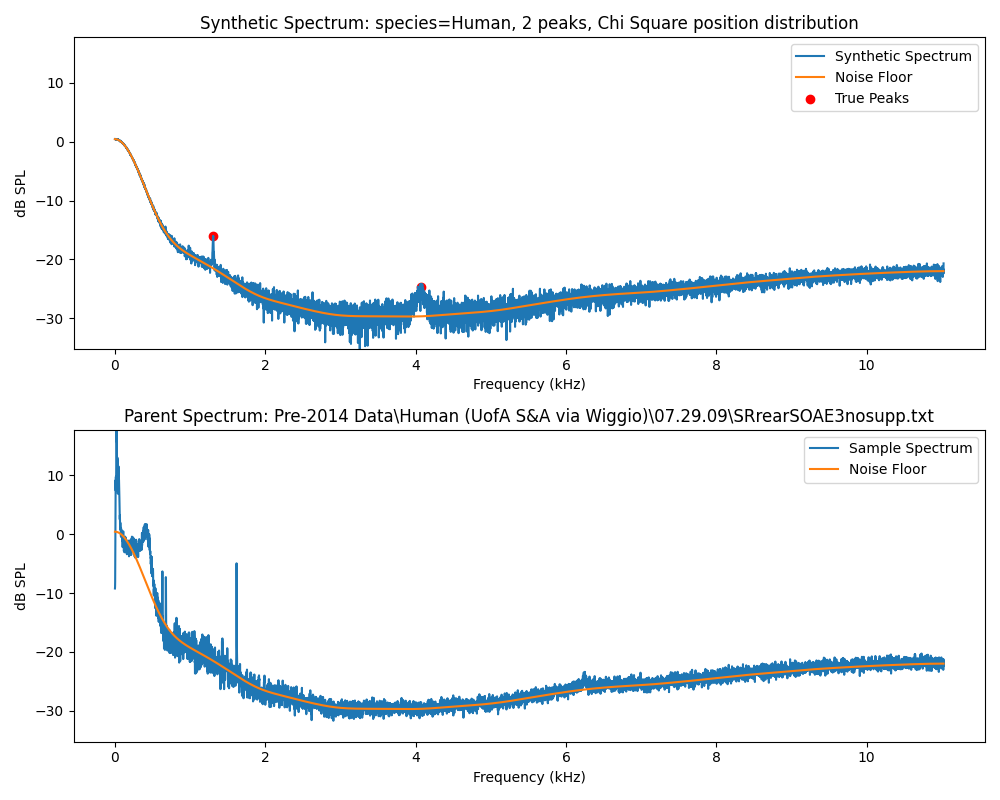 Synthetic Spectrum: species=Human, 2 peaks, Chi Square position distribution
10
0
−10
−20
−30
dB SPL
Synthetic Spectrum
Noise Floor
True Peaks
0 2 4 6 8 10
Frequency (kHz)
Parent Spectrum: Pre-2014 Data\Human (UofA S&A via Wiggio)\07.29.09\SRrearSOAE3nosupp.txt
10
0
−10
−20
−30
dB SPL
Sample Spectrum
Noise Floor
0 2 4 6 8 10
Frequency (kHz)